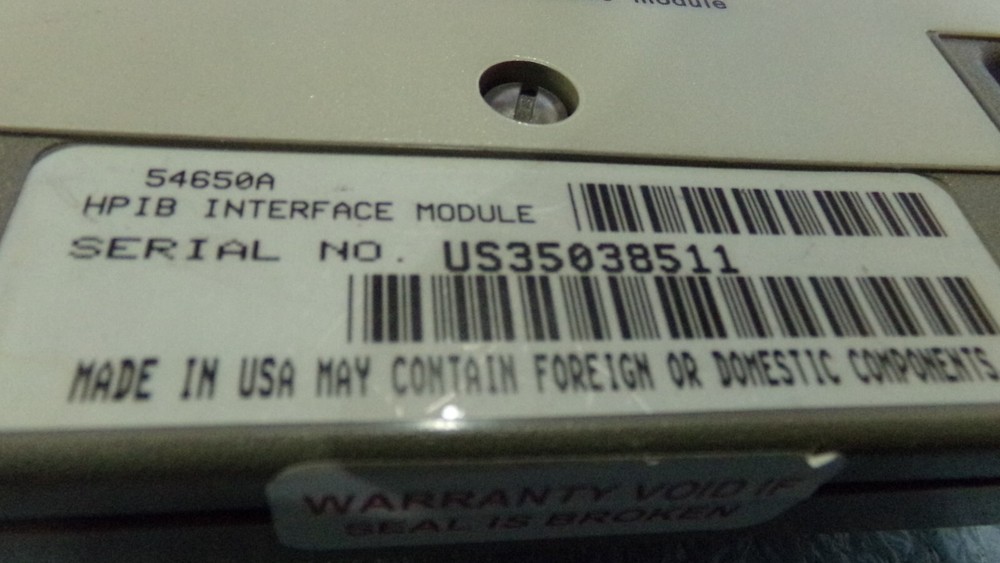 module
54650A
HPIB INTERFACE MODULE
SERIAL NO. US35038511
MADE IN USA MAY CONTAIN FOREIGN OR DOMESTIC COMPONENTS.
WARRANTY VOID IF
SEAL IS BROKEN